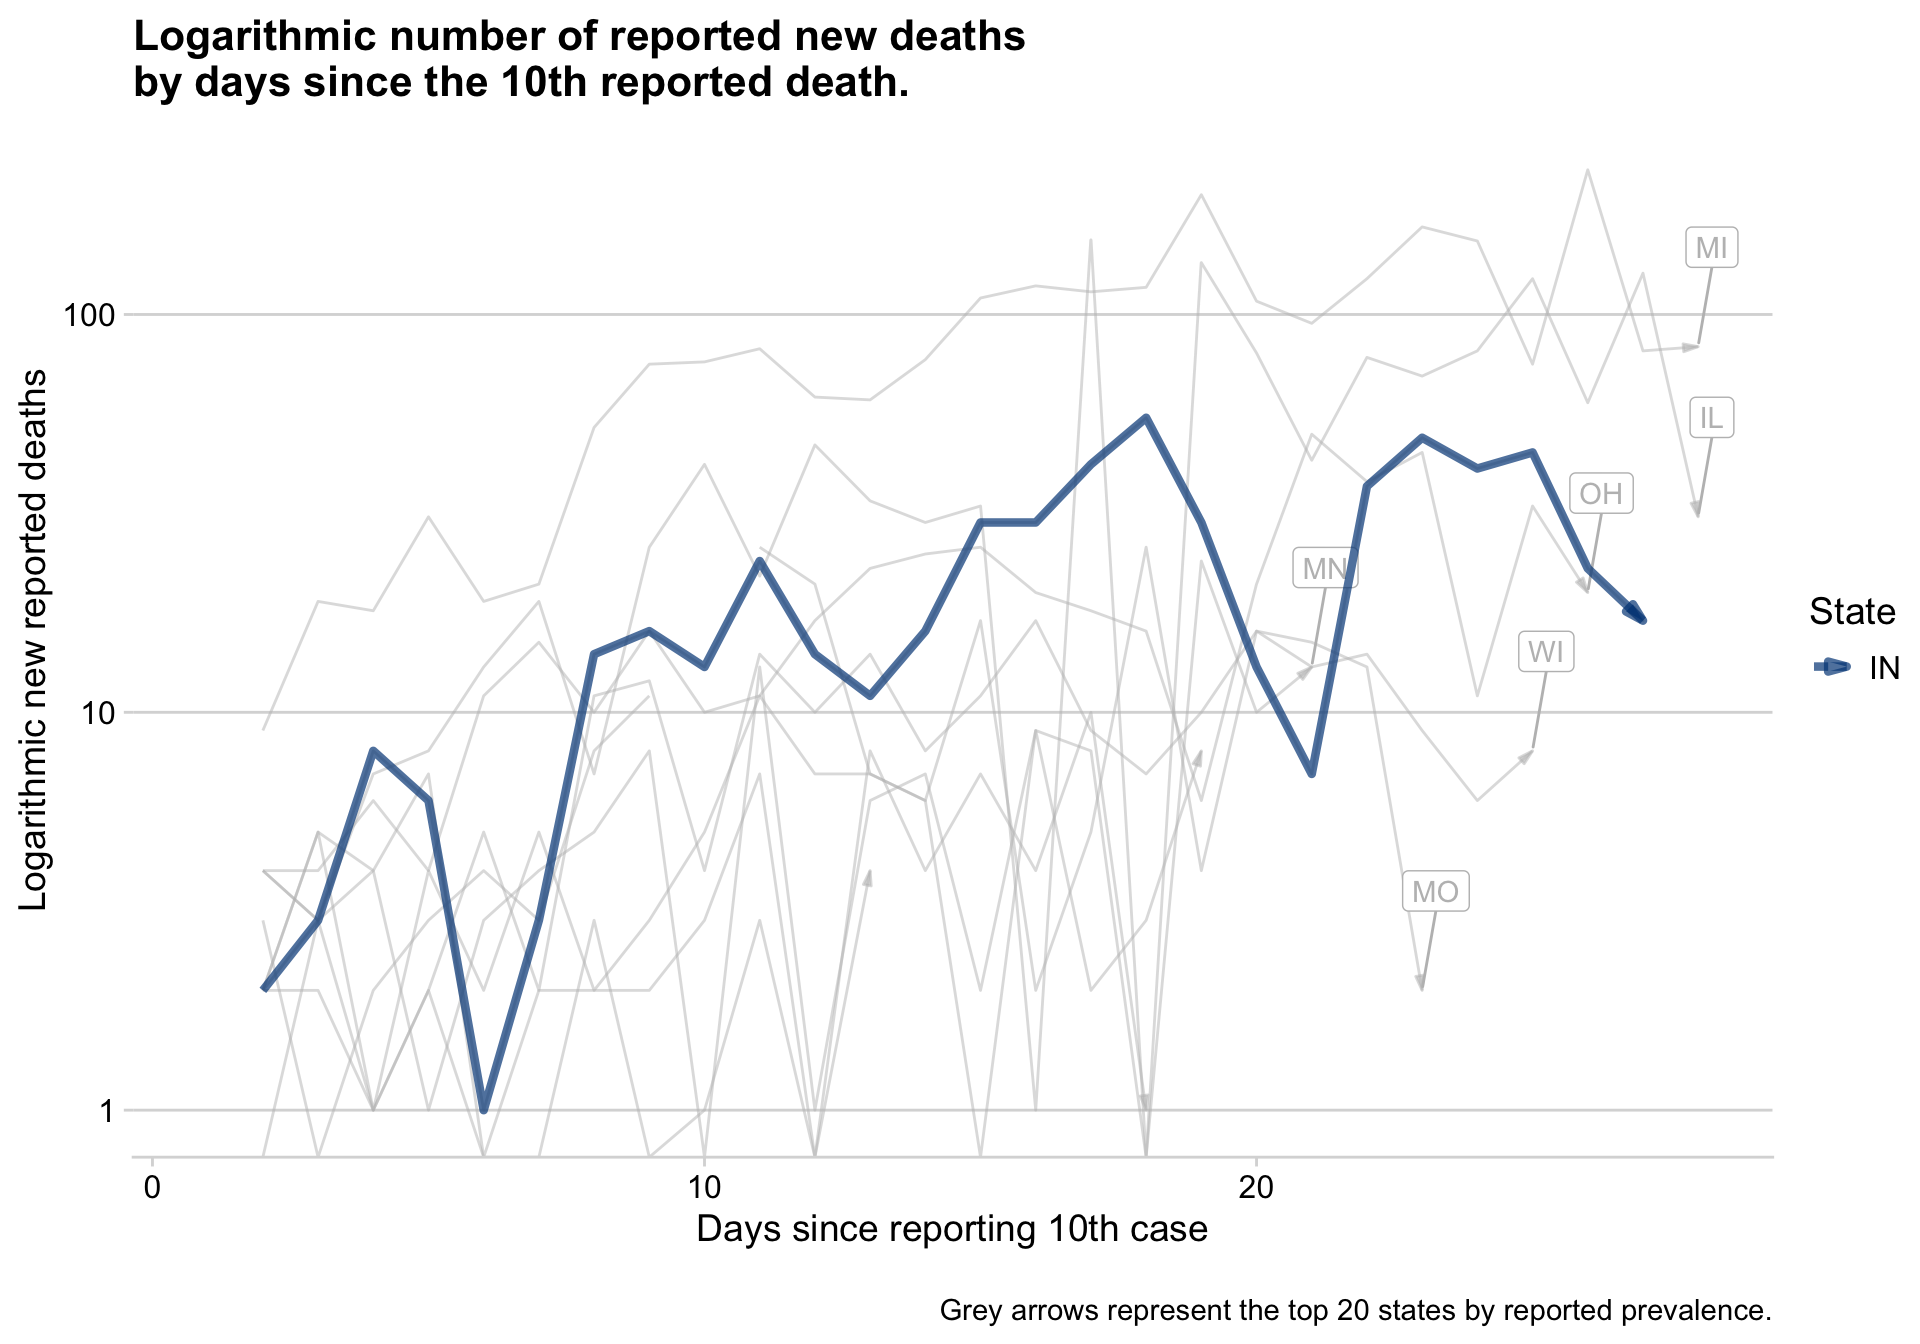 Logarithmic number of reported new deaths
by days since the 10th reported death.
Logarithmic new reported deaths
100
10
1
MI
IL
OH
MN
WI
MO
State
IN
0
10
20
Days since reporting 10th case
Grey arrows represent the top 20 states by reported prevalence.